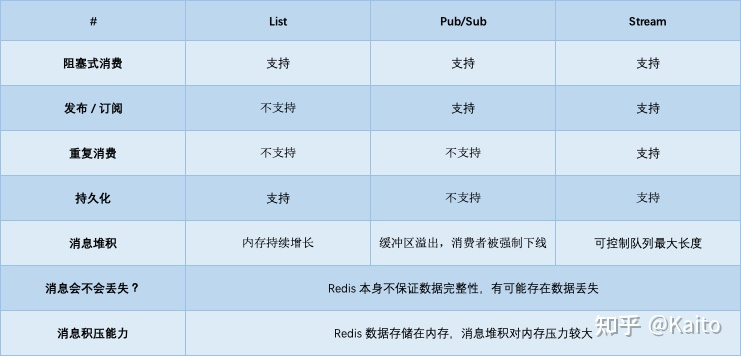 # List Pub/Sub Stream
阻塞式消费 支持 支持 支持
发布 / 订阅 不支持 支持 支持
重复消费 不支持 不支持 支持
持久化 支持 不支持 支持
消息堆积 内存持续增长 缓冲区溢出，消费者被强制下线 可控制队列最大长度
消息会不会丢失？ Redis 本身不保证数据完整性，有可能存在数据丢失
消息积压能力 Redis 数据存储在内存，消息堆积对内存压力较大
知乎 @Kaito